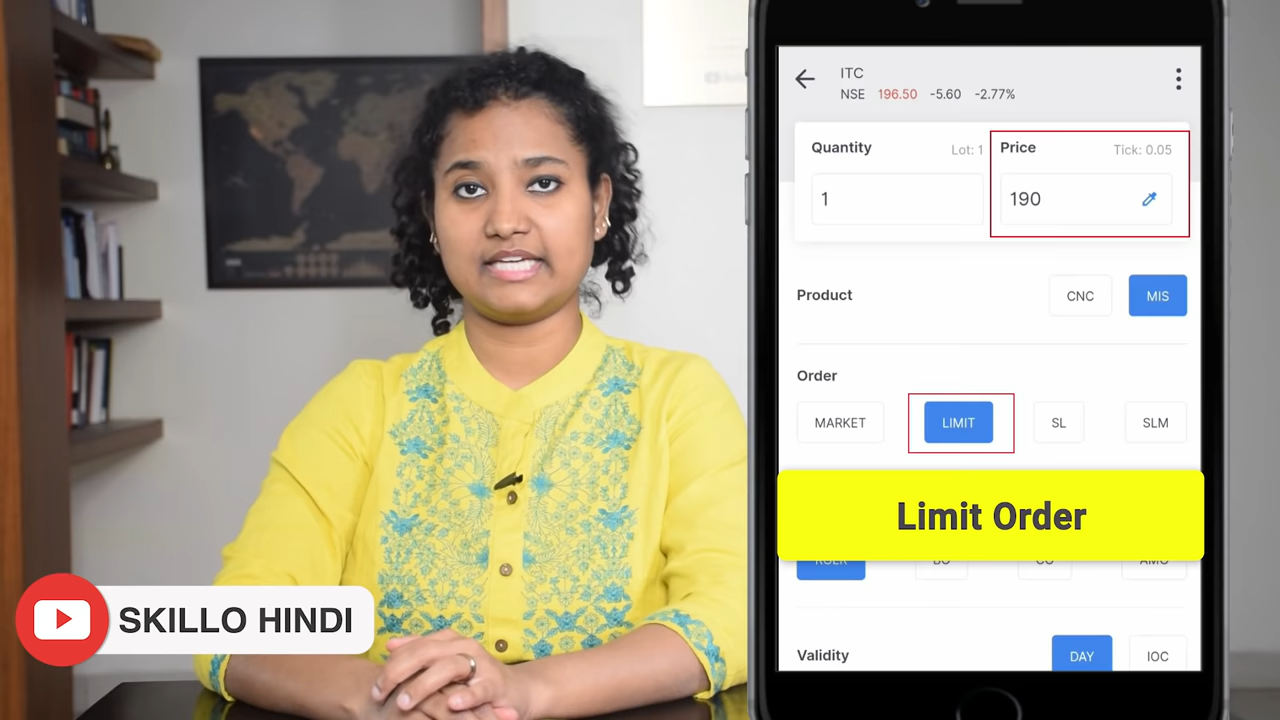 ITC
NSE 196.50 -5.60 -2.77%
Quantity Lot: 1 Price Tick: 0.05
1 190
Product CNC MIS
Order
MARKET LIMIT SL SLM
Limit Order
Validity DAY IOC
SKILLO HINDI